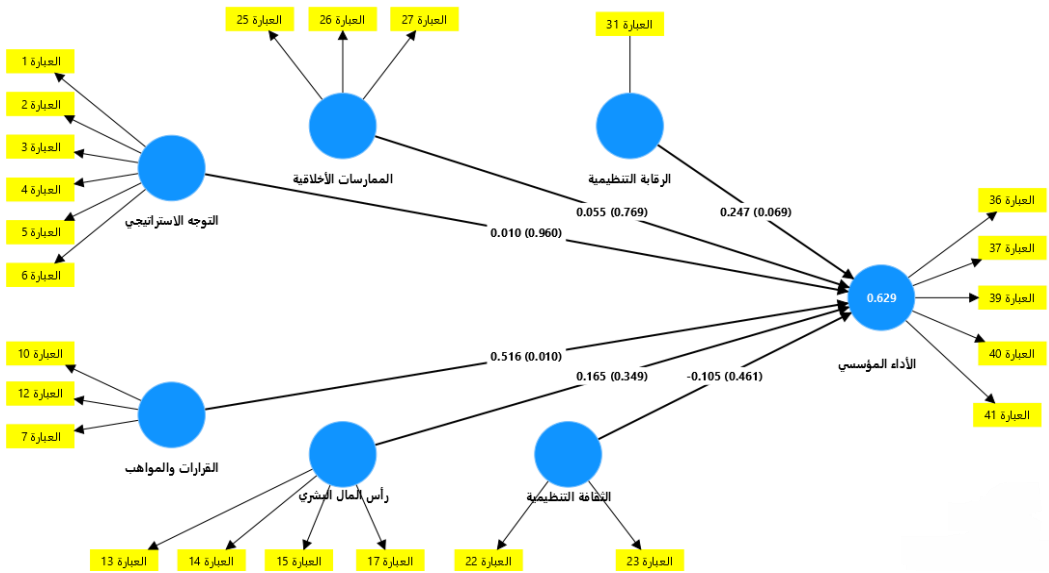 العبارة 25
العبارة 26
العبارة 27
العبارة 31
العبارة 1
العبارة 2
العبارة 3
العبارة 4
العبارة 5
العبارة 6
التوجه الاستراتيجي
الممارسات الأخلاقية
الرقابة التنظيمية
0.055 (0.769)
0.247 (0.069)
0.010 (0.960)
العبارة 36
العبارة 37
العبارة 39
العبارة 40
العبارة 41
0.629
الأداء المؤسسي
0.516 (0.010)
0.165 (0.349)
-0.105 (0.461)
العبارة 10
العبارة 12
العبارة 7
القرارات والمواهب
رأس المال البشري
الثقافة التنظيمية
العبارة 13
العبارة 14
العبارة 15
العبارة 17
العبارة 22
العبارة 23